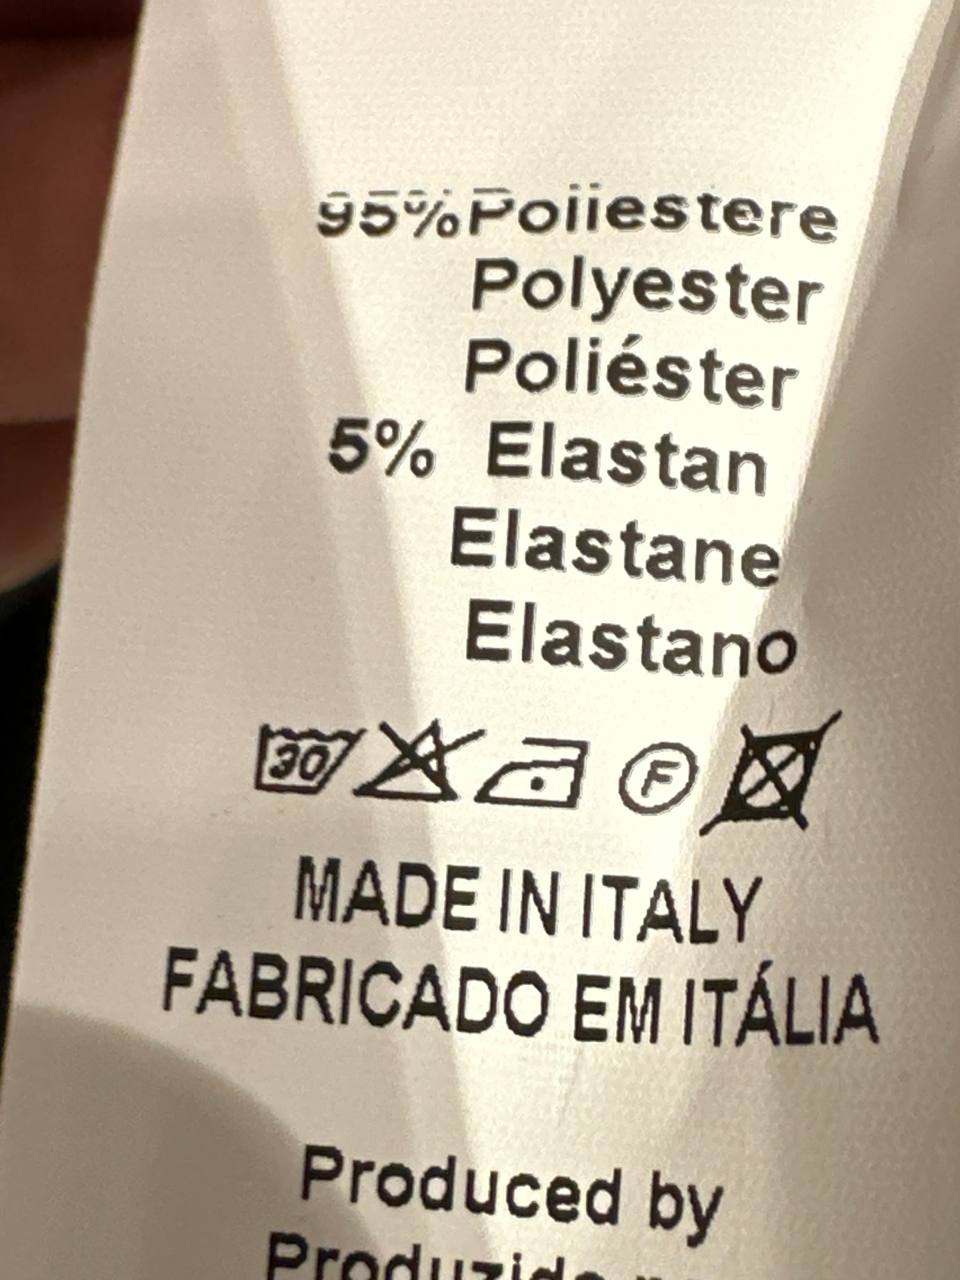 95% Poliestere
Polyester
Poliéster
5% Elastan
Elastane
Elastano
30 F
MADE IN ITALY
FABRICADO EM ITÁLIA
Produced by